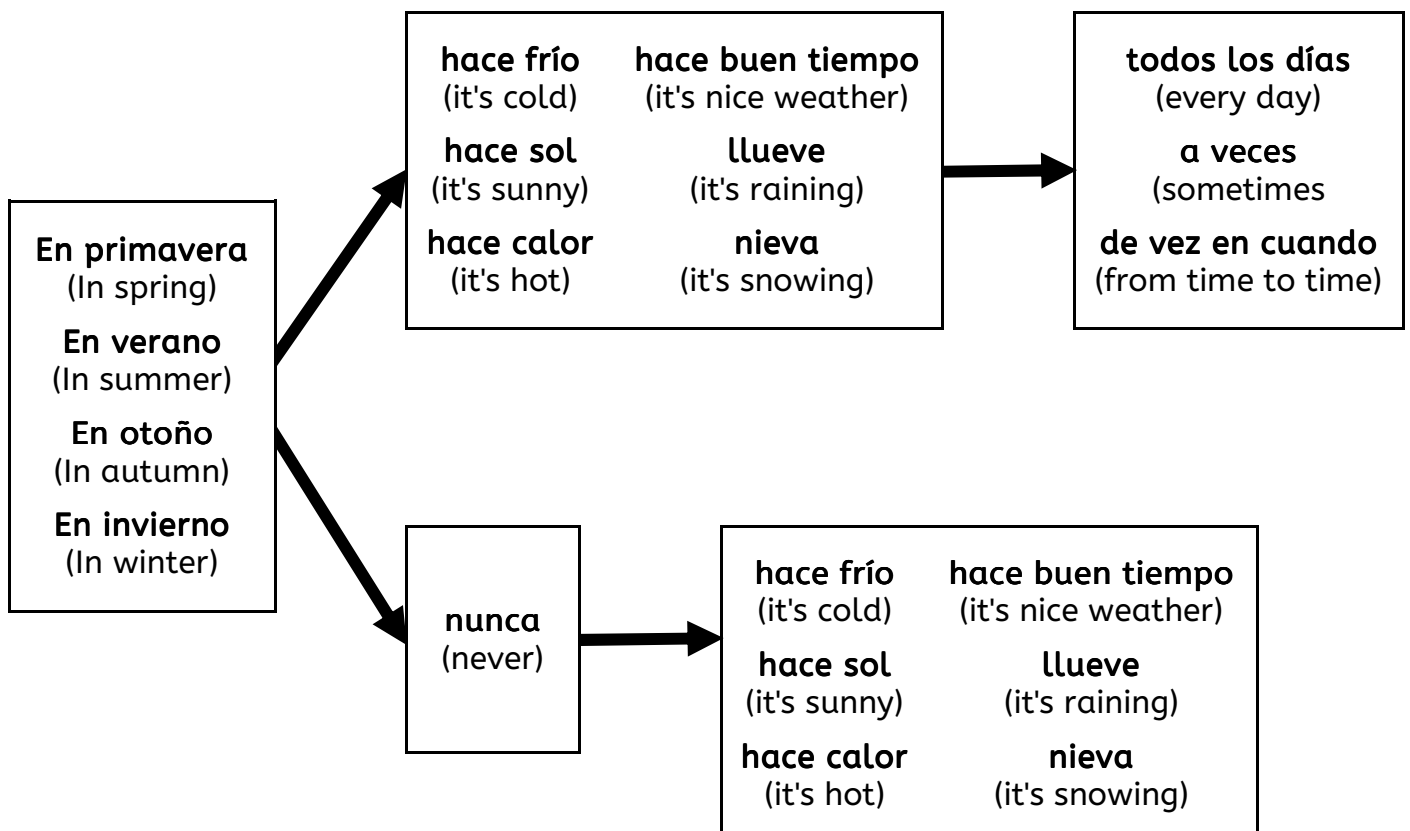 En primavera
(In spring)
En verano
(In summer)
En otoño
(In autumn)
En invierno
(In winter)
hace frío
(it's cold)
hace sol
(it's sunny)
hace calor
(it's hot)
hace buen tiempo
(it's nice weather)
llueve
(it's raining)
nieva
(it's snowing)
todos los días
(every day)
a veces
(sometimes
de vez en cuando
(from time to time)
nunca
(never)
hace frío
(it's cold)
hace sol
(it's sunny)
hace calor
(it's hot)
hace buen tiempo
(it's nice weather)
llueve
(it's raining)
nieva
(it's snowing)